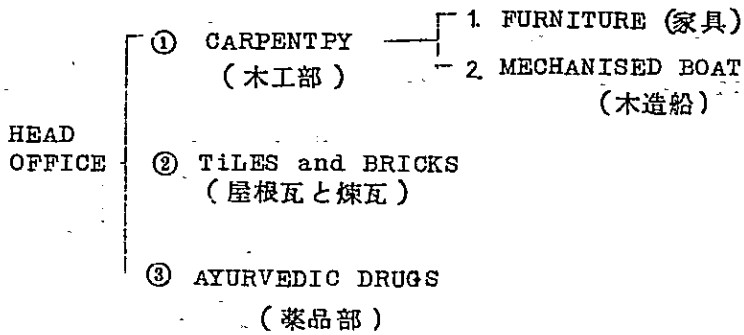 ① CARPENTPY
(木工部)
1. FURNITURE (家具)
2. MECHANISED BOAT
(木造船)
HEAD
OFFICE
② TiLES and BRICKS
(屋根瓦と煉瓦)
③ AYURVEDIC DRUGS
(薬品部)